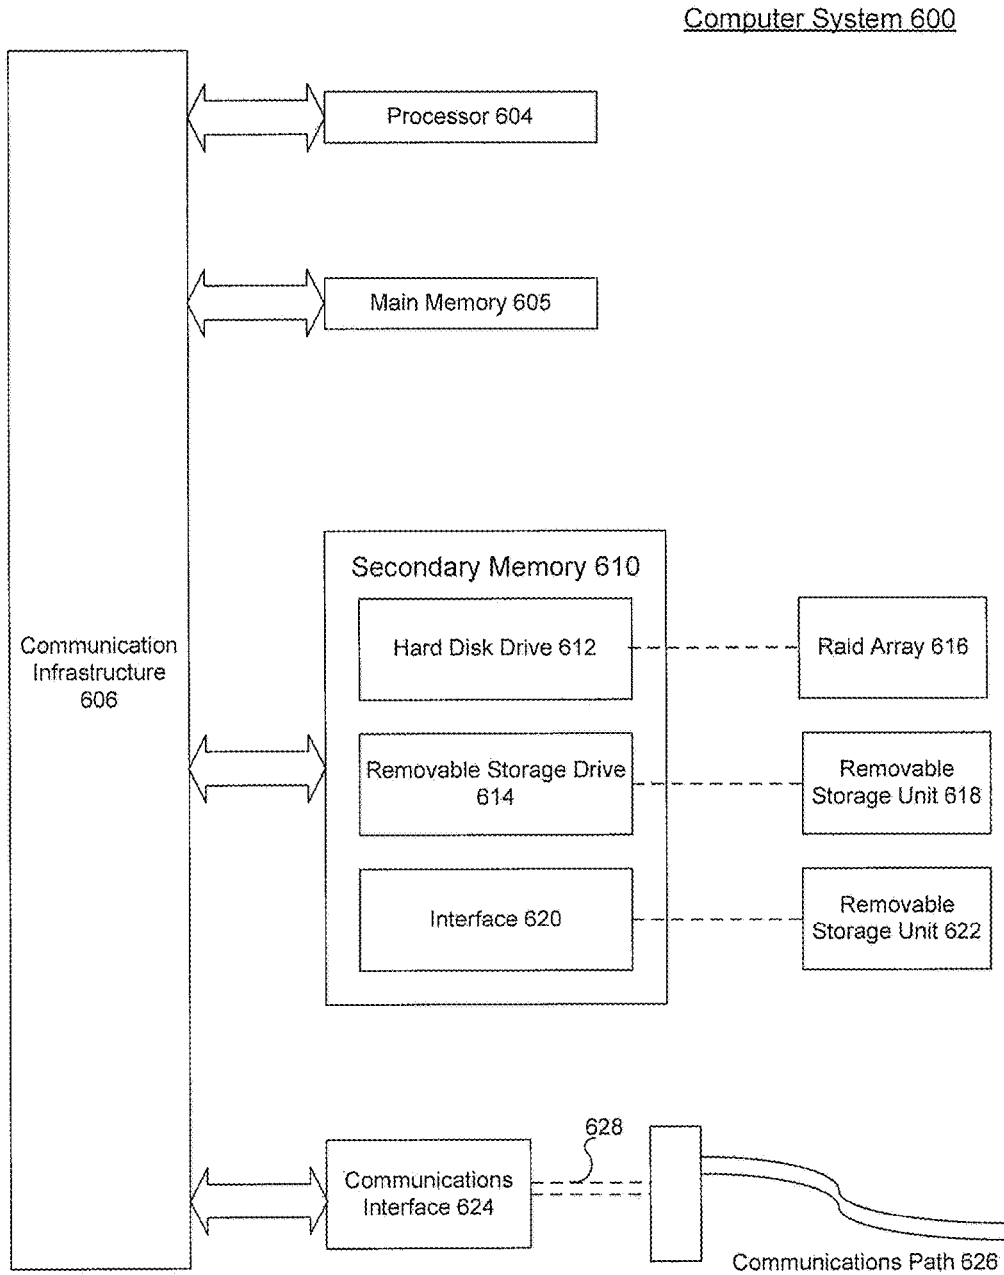 Computer System 600
Processor 604
Main Memory 605
Communication
Infrastructure
606
Secondary Memory 610
Hard Disk Drive 612
Raid Array 616
Removable Storage Drive
614
Removable
Storage Unit 618
Interface 620
Removable
Storage Unit 622
628
Communications
Interface 624
Communications Path 626